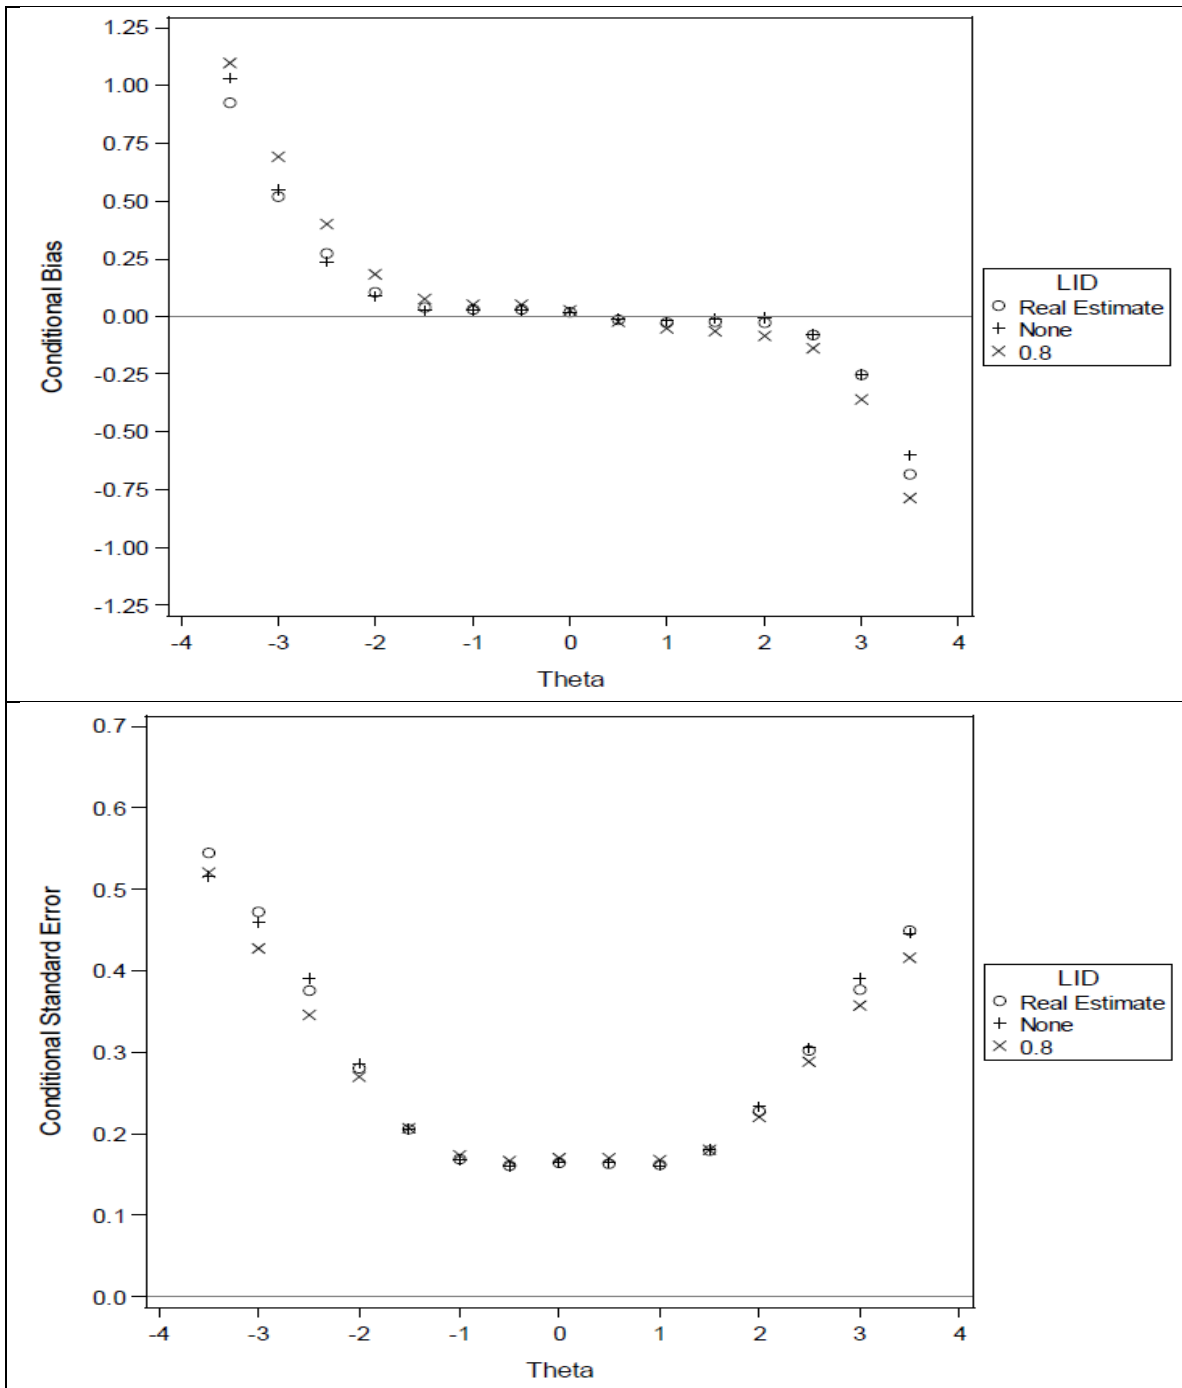 1.25
1.00
0.75
0.50
0.25
0.00
-0.25
-0.50
-0.75
-1.00
-1.25
Conditional Bias
-4 -3 -2 -1 0 1 2 3 4
Theta
LID
Real Estimate
None
0.8
0.7
0.6
0.5
0.4
0.3
0.2
0.1
0.0
Conditional Standard Error
-4 -3 -2 -1 0 1 2 3 4
Theta
LID
Real Estimate
None
0.8